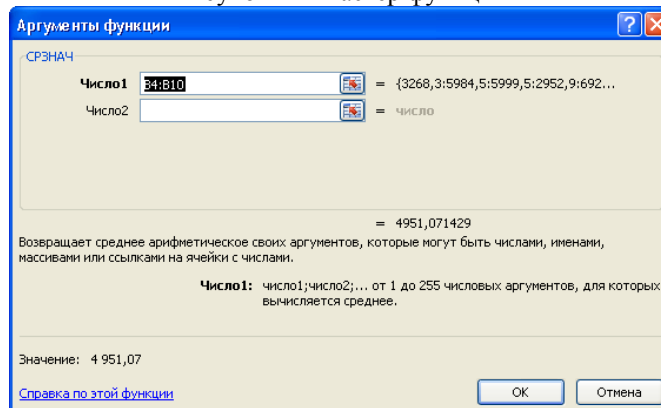 Аргументы функции
СРЗНАЧ
Число1 B4:B10 = {3268,3:5984,5:5999,5:2952,9:692...
Число2 = число
= 4951,071429
Возвращает среднее арифметическое своих аргументов, которые могут быть числами, именами,
массивами или ссылками на ячейки с числами.
Число1: число1;число2;... от 1 до 255 числовых аргументов, для которых
вычисляется среднее.
Значение: 4 951,07
Справка по этой функции ОК Отмена